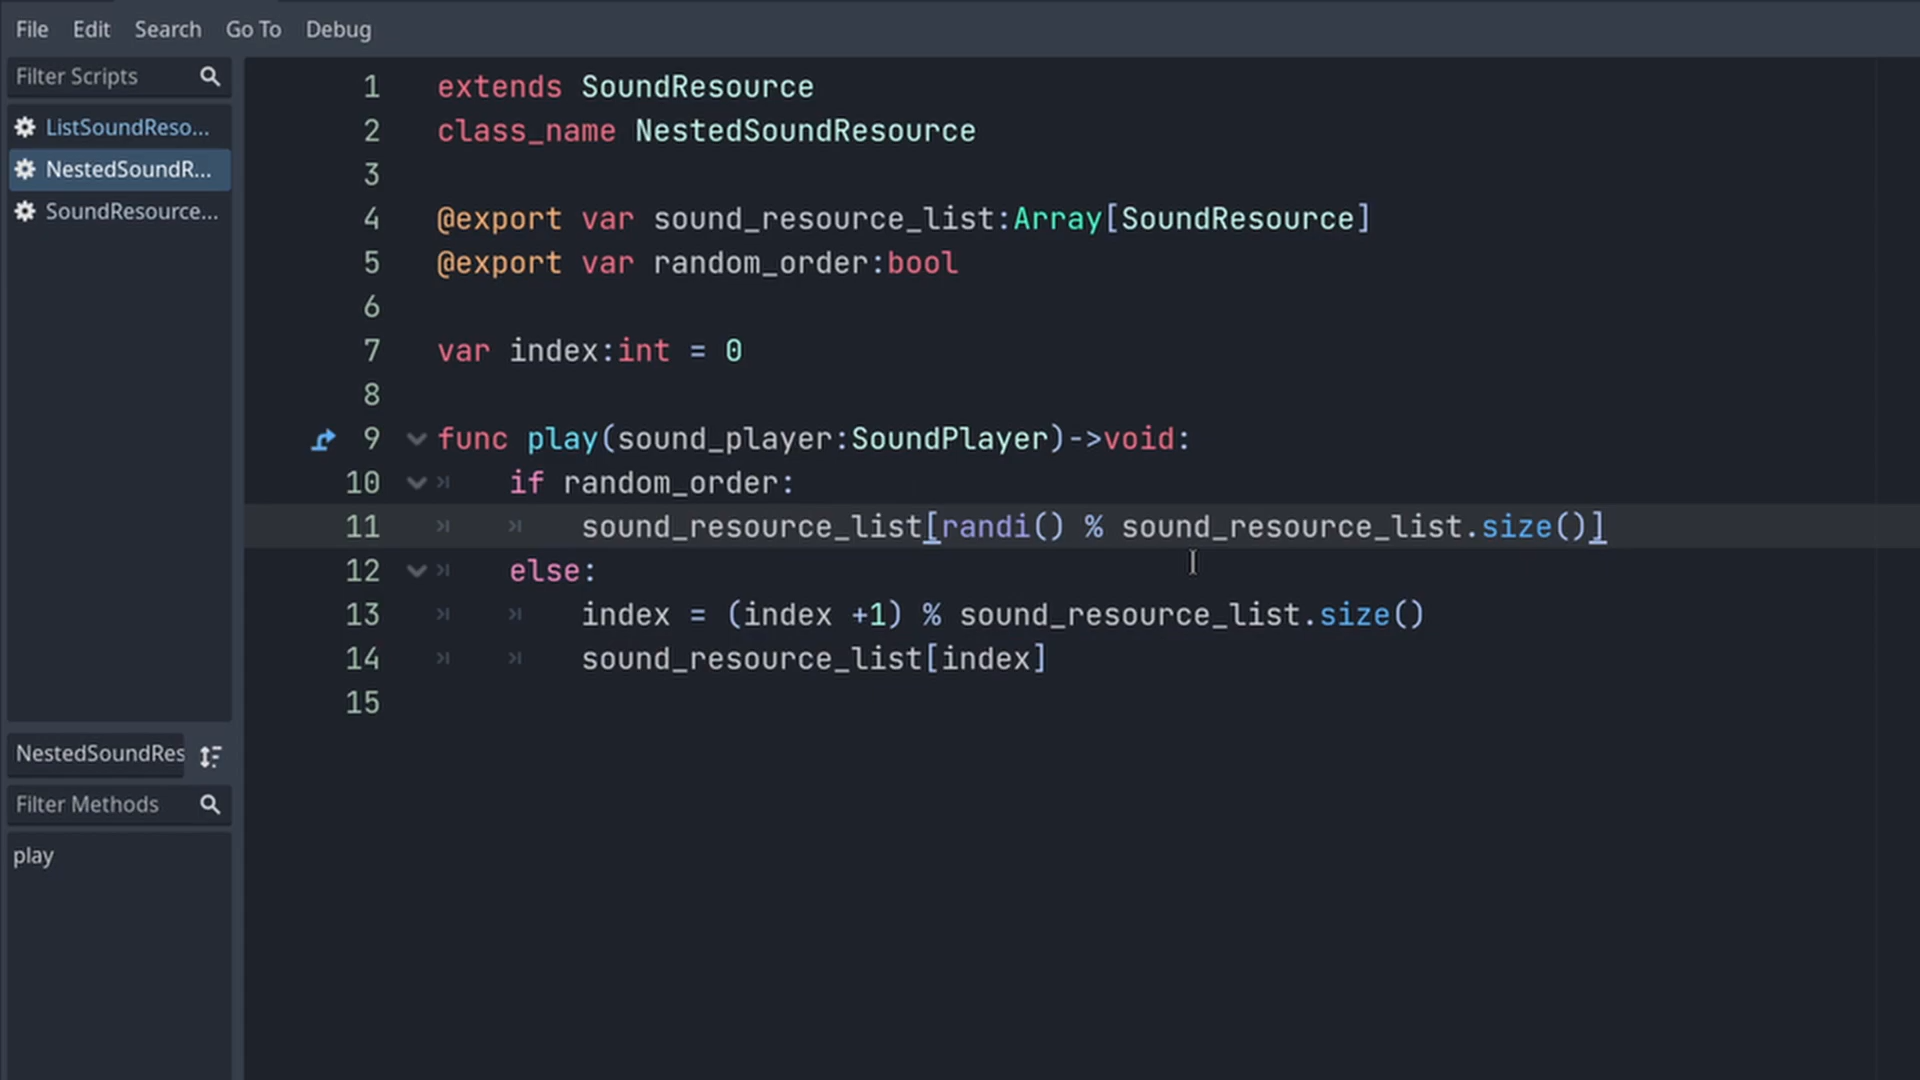 File Edit Search Go To Debug
Filter Scripts
ListSoundReso...
NestedSoundR...
SoundResource...
NestedSoundRes
Filter Methods
play
1 extends SoundResource
2 class_name NestedSoundResource
3
4 @export var sound_resource_list:Array[SoundResource]
5 @export var random_order:bool
6
7 var index:int = 0
8
9 func play(sound_player:SoundPlayer)->void:
10 if random_order:
11 sound_resource_list[randi() % sound_resource_list.size()]
12 else:
13 index = (index +1) % sound_resource_list.size()
14 sound_resource_list[index]
15